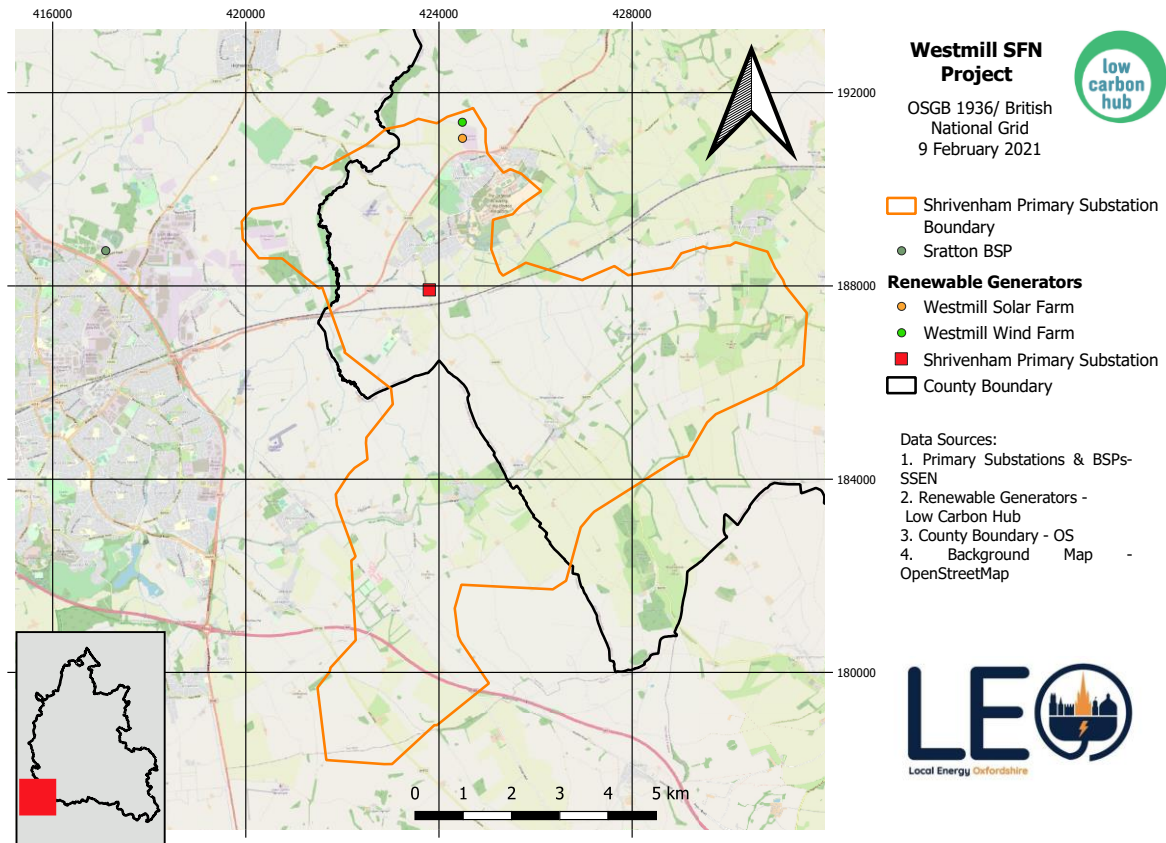 416000
420000
424000
428000
192000
188000
184000
180000
0 1 2 3 4 5 km
Westmill SFN
Project
low
carbon
hub
OSGB 1936/ British
National Grid
9 February 2021
Shrivenham Primary Substation
Boundary
Sratton BSP
Renewable Generators
Westmill Solar Farm
Westmill Wind Farm
Shrivenham Primary Substation
County Boundary
Data Sources:
1. Primary Substations & BSPs-
SSEN
2. Renewable Generators -
Low Carbon Hub
3. County Boundary - OS
4. Background Map -
OpenStreetMap
LEO
Local Energy Oxfordshire